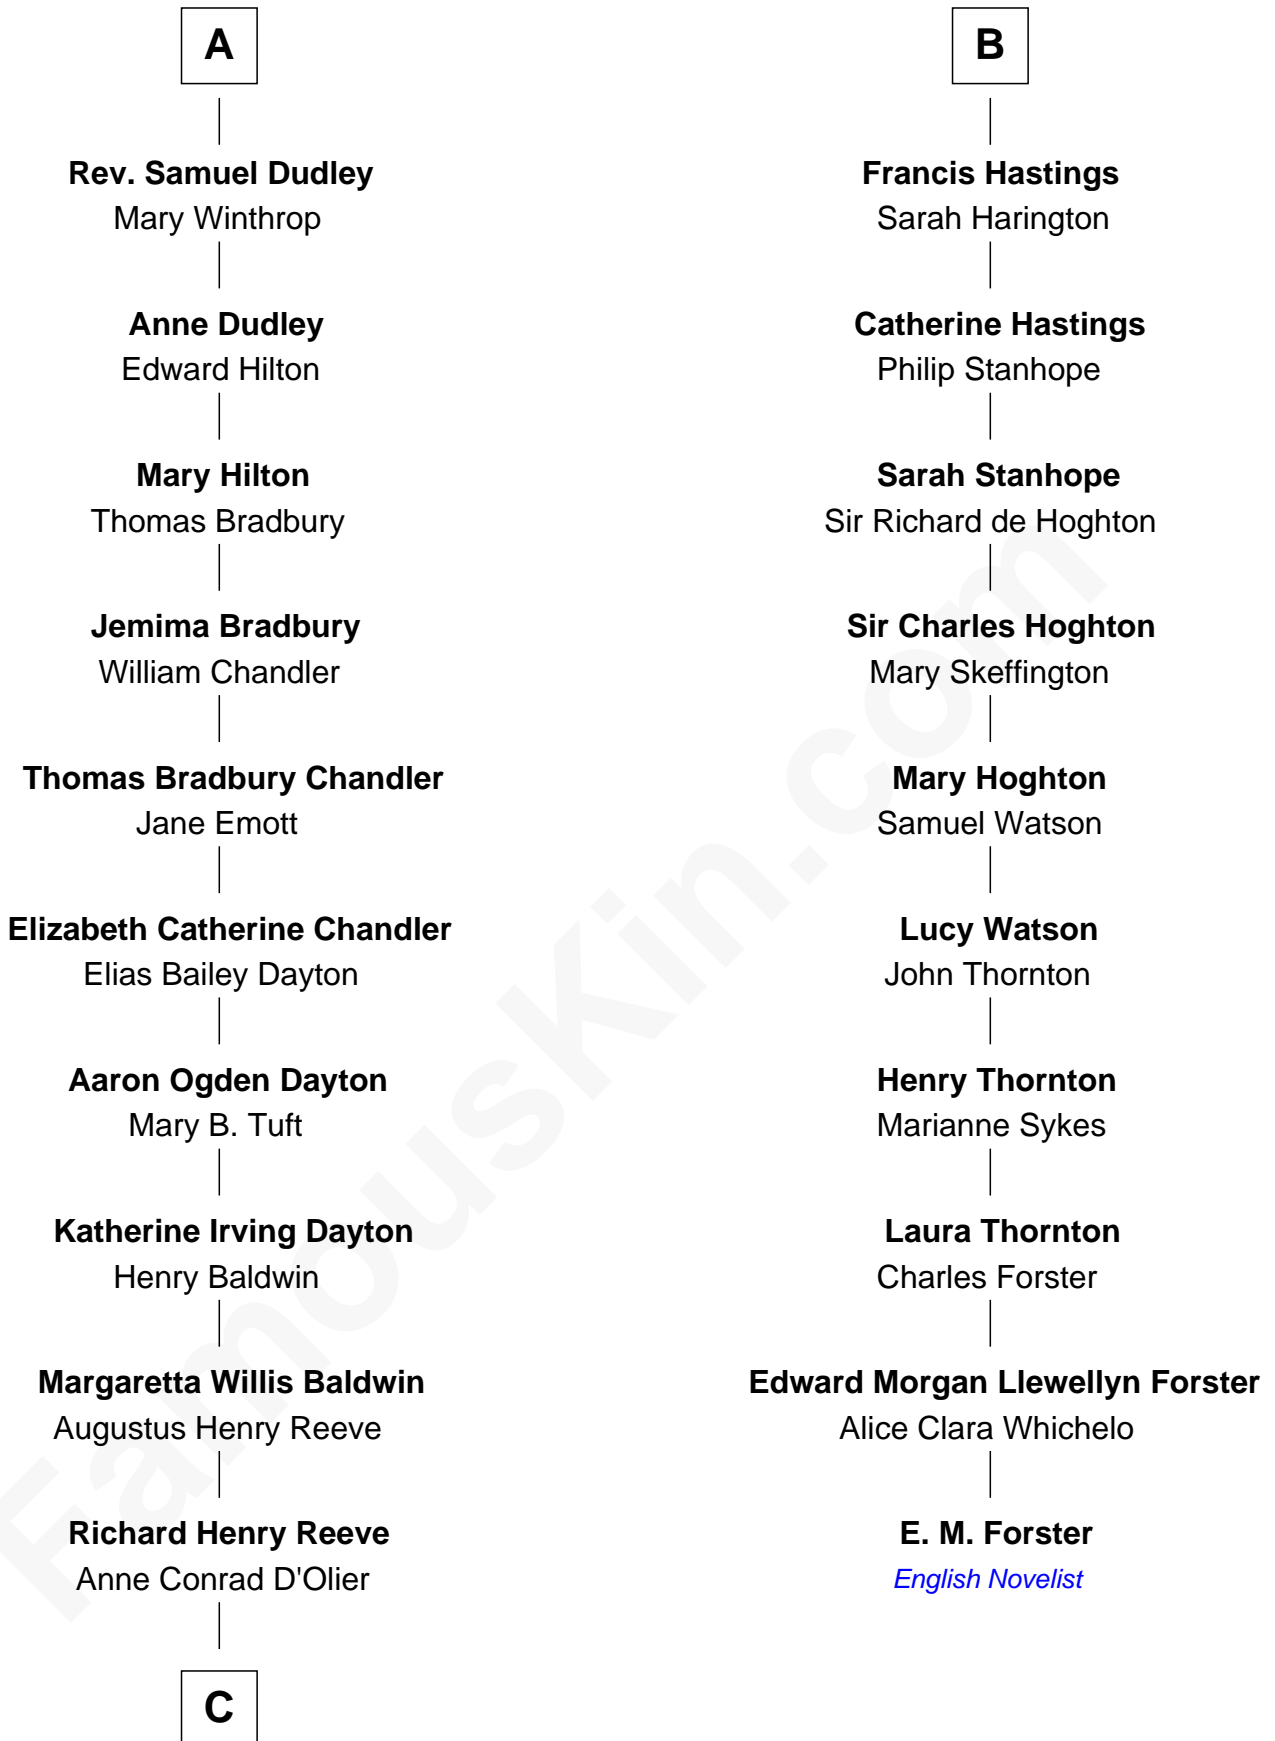 A
Rev. Samuel Dudley
Mary Winthrop
Anne Dudley
Edward Hilton
Mary Hilton
Thomas Bradbury
Jemima Bradbury
William Chandler
Thomas Bradbury Chandler
Jane Emott
Elizabeth Catherine Chandler
Elias Bailey Dayton
Aaron Ogden Dayton
Mary B. Tuft
Katherine Irving Dayton
Henry Baldwin
Margaretta Willis Baldwin
Augustus Henry Reeve
Richard Henry Reeve
Anne Conrad D'Olier
C
B
Francis Hastings
Sarah Harington
Catherine Hastings
Philip Stanhope
Sarah Stanhope
Sir Richard de Hoghton
Sir Charles Hoghton
Mary Skeffington
Mary Hoghton
Samuel Watson
Lucy Watson
John Thornton
Henry Thornton
Marianne Sykes
Laura Thornton
Charles Forster
Edward Morgan Llewellyn Forster
Alice Clara Whichelo
E. M. Forster
English Novelist
FamousKin.com